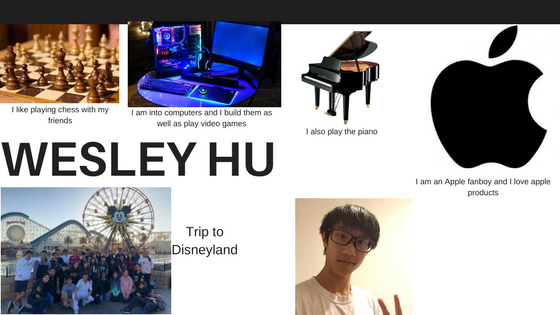 I like playing chess with my
friends
I am into computers and I build them as
well as play video games
I also play the piano
I am an Apple fanboy and I love apple
products
WESLEY HU
Trip to
Disneyland